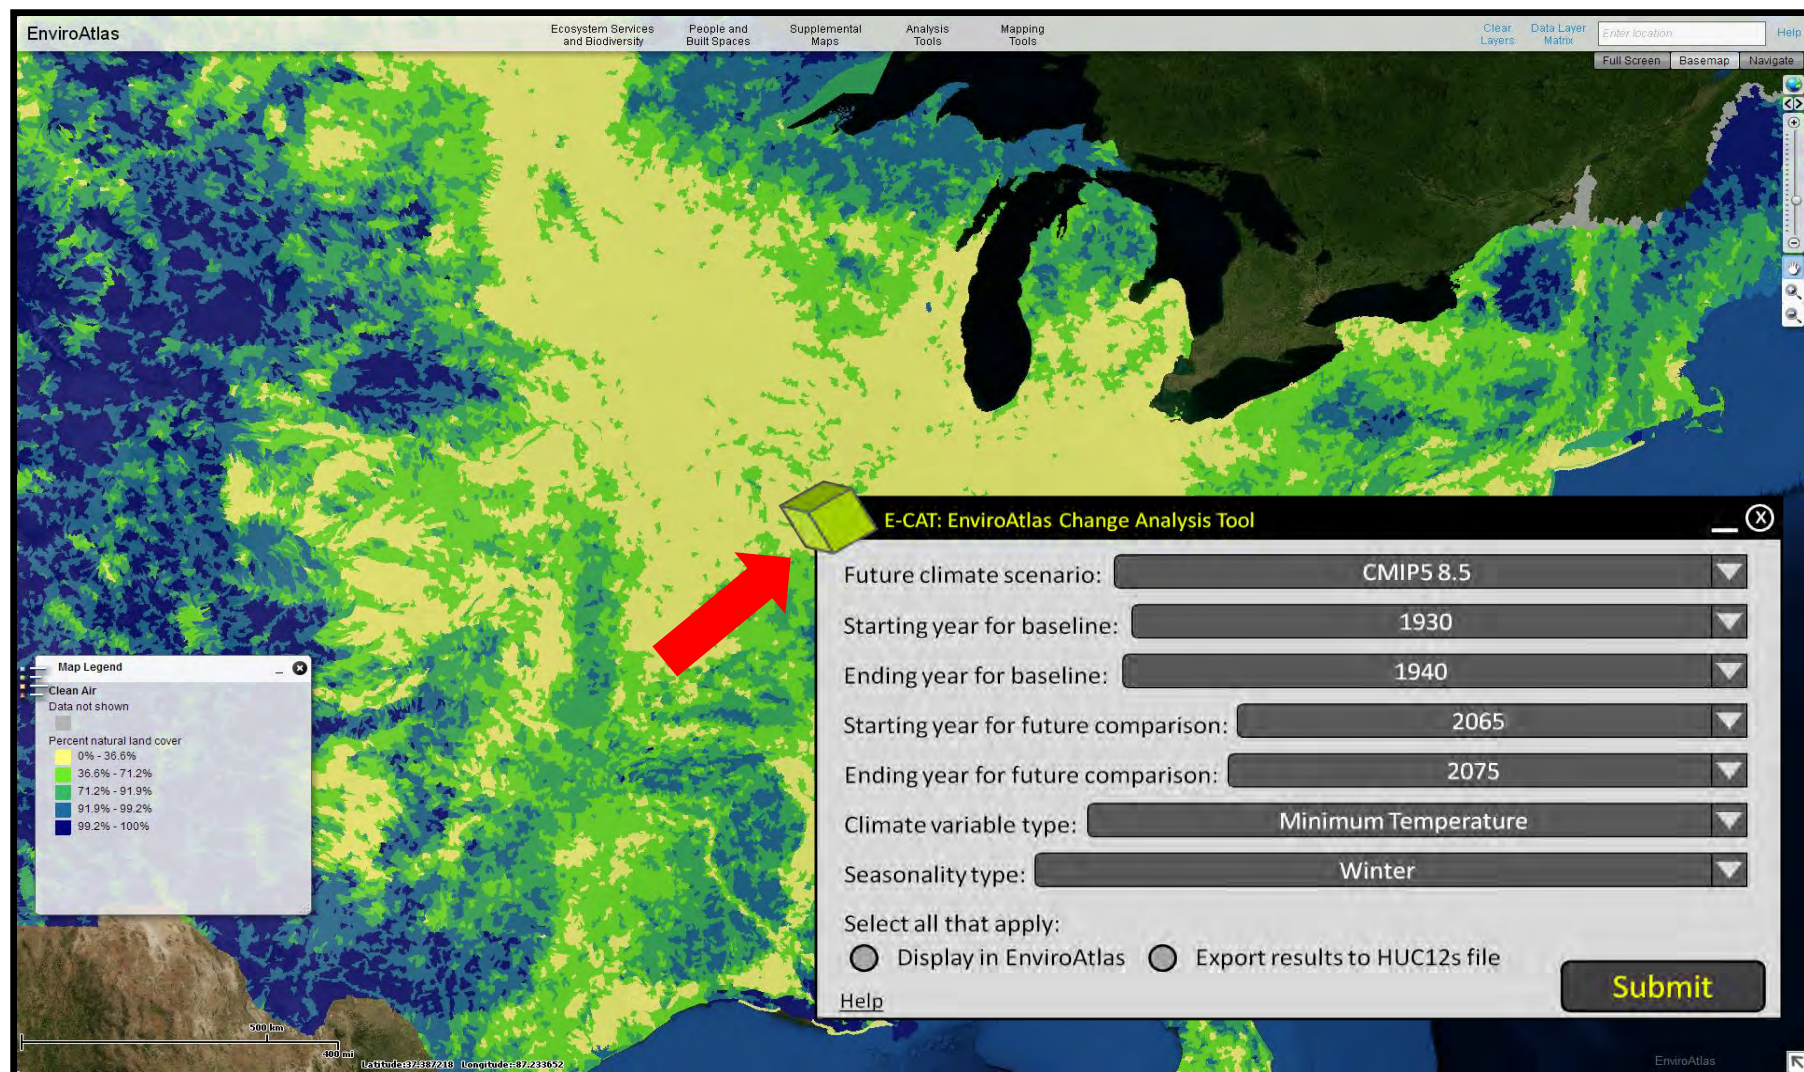 EnviroAtlas
Ecosystem Services
and Biodiversity
People and
Built Spaces
Supplemental
Maps
Analysis
Tools
Mapping
Tools
Clear
Layers
Data Layer
Matrix
Enter location
Help
Full Screen
Basemap
Navigate
E-CAT: EnviroAtlas Change Analysis Tool
Future climate scenario: CMIP5 8.5
Starting year for baseline: 1930
Ending year for baseline: 1940
Starting year for future comparison: 2065
Ending year for future comparison: 2075
Climate variable type: Minimum Temperature
Seasonality type: Winter
Select all that apply:
Display in EnviroAtlas Export results to HUC12s file
Help
Submit
Map Legend
Clean Air
Data not shown
Percent natural land cover
0% - 36.6%
36.6% - 71.2%
71.2% - 91.9%
91.9% - 99.2%
99.2% - 100%
500 km
400 mi
Latitude:37.387218 Longitude:-87.233652
EnviroAtlas